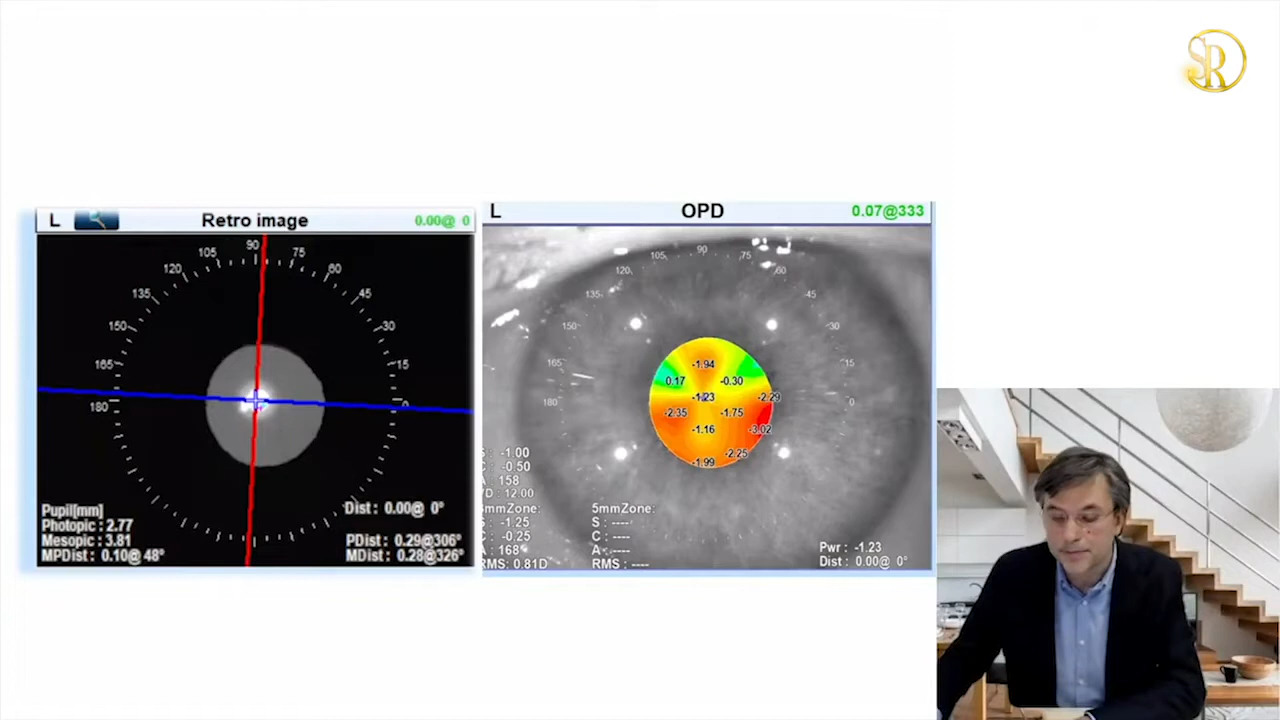 SR
L
Retro image
0.00@ 0
90
105
75
120
60
135
45
150
30
165
15
180
0
Pupil[mm]
Photopic : 2.77
Mesopic : 3.81
MPDist : 0.10@ 48°
Dist : 0.00@ 0°
PDist : 0.29@306°
MDist : 0.28@326°
L
OPD
0.07@333
90
105
75
120
60
135
45
150
30
165
15
180
0
-1.94
0.17
-0.30
-1.23
-2.29
-2.35
-1.75
-1.16
-3.02
-2.25
-1.99
S : -1.00
C : -0.50
A 158
VD : 12.00
3mmZone:
S : -1.25
C : -0.25
A : 168°
RMS: 0.81D
5mmZone:
S : ----
C : ----
A : ----
RMS : ----
Pwr : -1.23
Dist : 0.00@ 0°